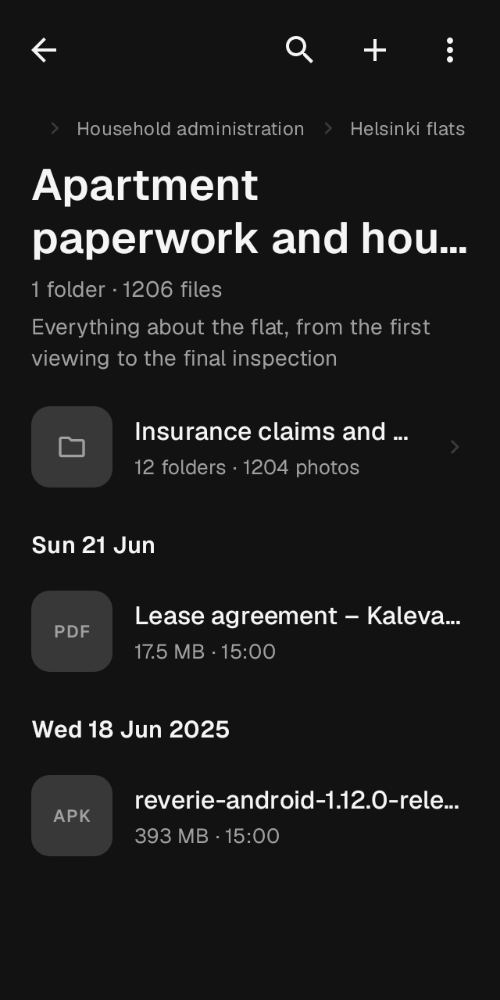 Household administration Helsinki flats
Apartment
paperwork and hou...
1 folder · 1206 files
Everything about the flat, from the first
viewing to the final inspection
Insurance claims and ...
12 folders · 1204 photos
Sun 21 Jun
PDF
Lease agreement – Kaleva...
17.5 MB · 15:00
Wed 18 Jun 2025
APK
reverie-android-1.12.0-rele...
393 MB · 15:00